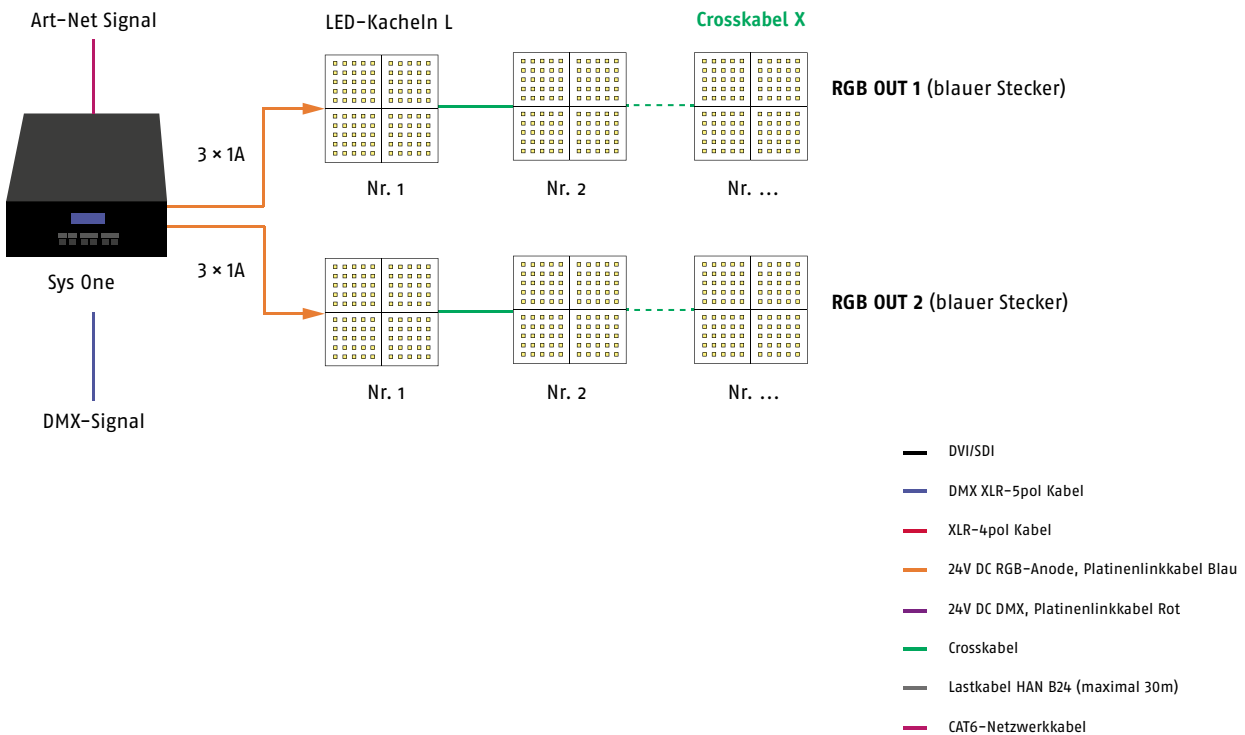 Art-Net Signal
LED-Kacheln L
Crosskabel X
RGB OUT 1 (blauer Stecker)
3 × 1A
Nr. 1
Nr. 2
Nr. ...
3 × 1A
Sys One
RGB OUT 2 (blauer Stecker)
Nr. 1
Nr. 2
Nr. ...
DMX-Signal
DVI/SDI
DMX XLR-5pol Kabel
XLR-4pol Kabel
24V DC RGB-Anode, Platinenlinkkabel Blau
24V DC DMX, Platinenlinkkabel Rot
Crosskabel
Lastkabel HAN B24 (maximal 30m)
CAT6-Netzwerkkabel